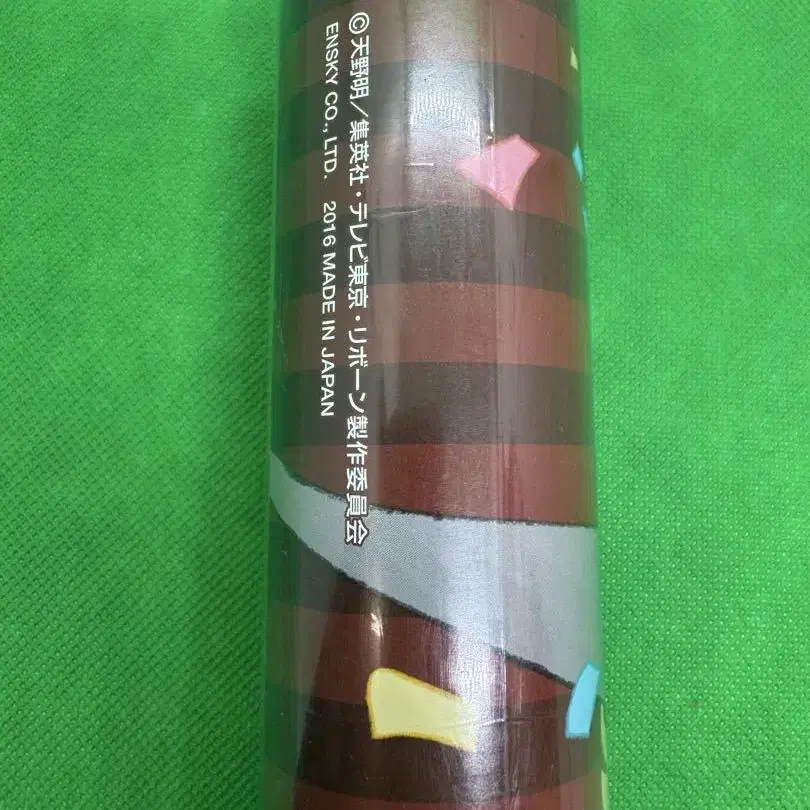 ©天野明／集英社・テレビ東京・リボーン製作委員会
ENSKY CO., LTD. 2016 MADE IN JAPAN